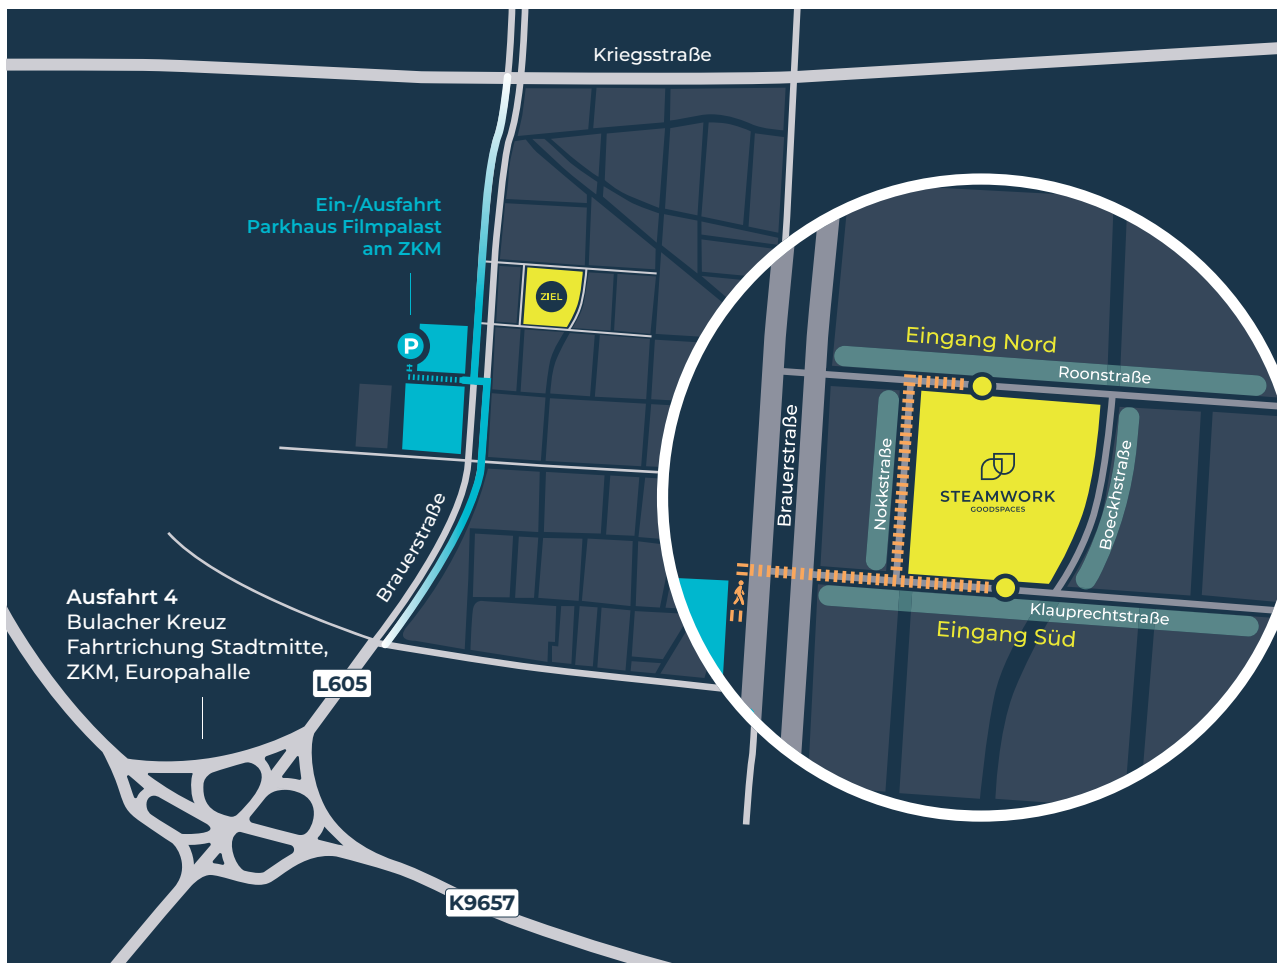 Kriegsstraße
Ein-/Ausfahrt
Parkhaus Filmpalast
am ZKM
ZIEL
P
Eingang Nord
Roonstraße
Brauerstraße
Nokkstraße
STEAMWORK
GOODSPACES
Boeckhstraße
Klauprechtstraße
Eingang Süd
Brauerstraße
Ausfahrt 4
Bulacher Kreuz
Fahrtrichung Stadtmitte,
ZKM, Europahalle
L605
K9657